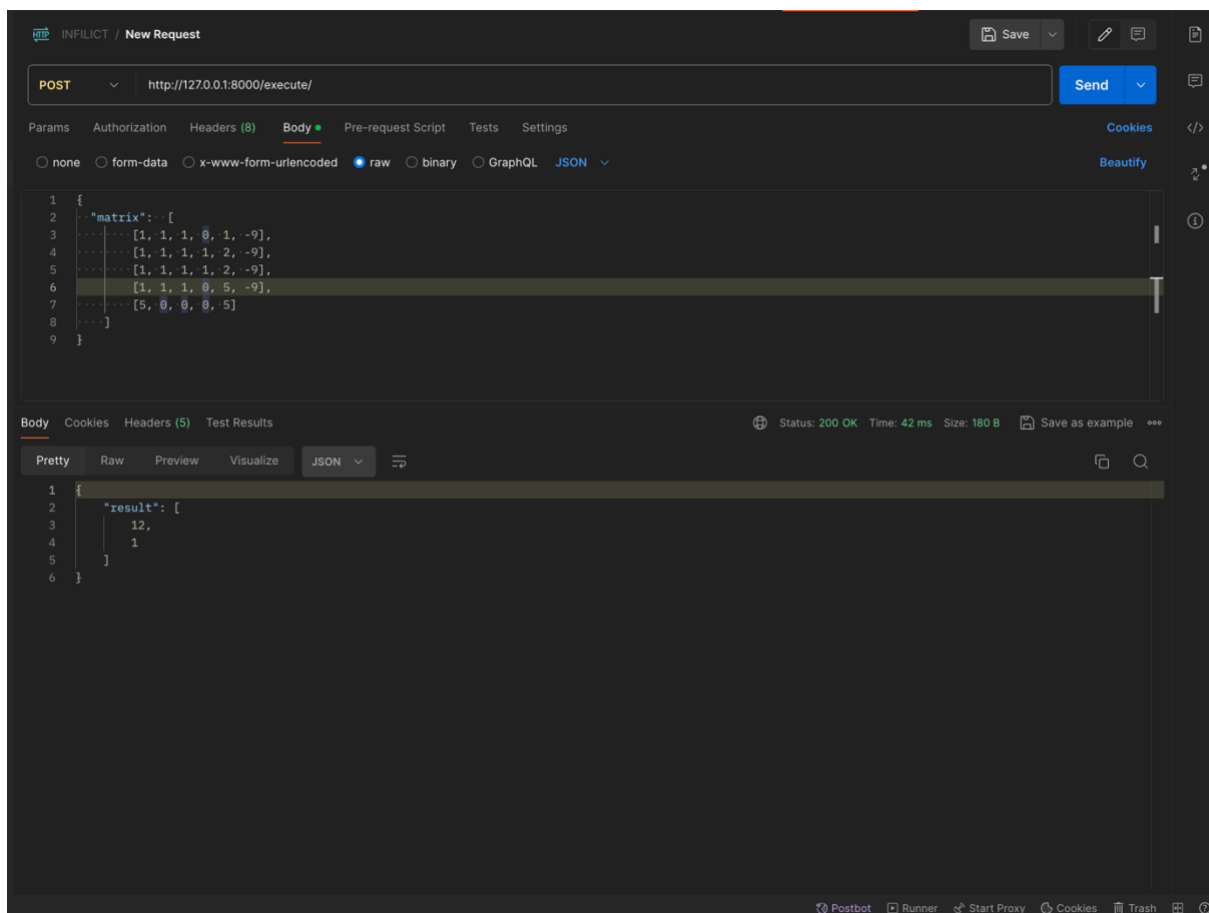 HTTP INFILICT / New Request
Save
POST http://127.0.0.1:8000/execute/ Send
Params Authorization Headers (8) Body Pre-request Script Tests Settings Cookies
none form-data x-www-form-urlencoded raw binary GraphQL JSON Beautify
1 {
2 "matrix": [
3 [1, 1, 1, 0, 1, -9],
4 [1, 1, 1, 1, 2, -9],
5 [1, 1, 1, 1, 2, -9],
6 [1, 1, 1, 0, 5, -9],
7 [5, 0, 0, 0, 5]
8 ]
9 }
Body Cookies Headers (5) Test Results Status: 200 OK Time: 42 ms Size: 180 B Save as example
Pretty Raw Preview Visualize JSON
1 {
2 "result": [
3 12,
4 1
5 ]
6 }
Postbot Runner Start Proxy Cookies Trash